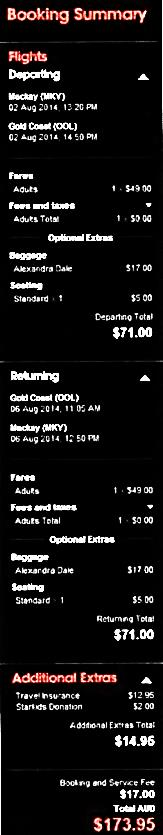 Booking Summary
Flights
Departing
Mackay (MKY)
02 Aug 2014, 13:20 PM
Gold Coast (OOL)
02 Aug 2014, 14:50 PM
Fares
Adults 1 - $49.00
Fees and taxes
Adults Total 1 - $0.00
Optional Extras
Baggage
Alexandra Dale $17.00
Seating
Standard - 1 $5.00
Departing Total
$71.00
Returning
Gold Coast (OOL)
06 Aug 2014, 11:05 AM
Mackay (MKY)
06 Aug 2014, 12:50 PM
Fares
Adults 1 - $49.00
Fees and taxes
Adults Total 1 - $0.00
Optional Extras
Baggage
Alexandra Dale $17.00
Seating
Standard - 1 $5.00
Returning Total
$71.00
Additional Extras
Travel Insurance $12.95
StarKids Donation $2.00
Additional Extras Total
$14.95
Booking and Service Fee
$17.00
Total AUD
$173.95